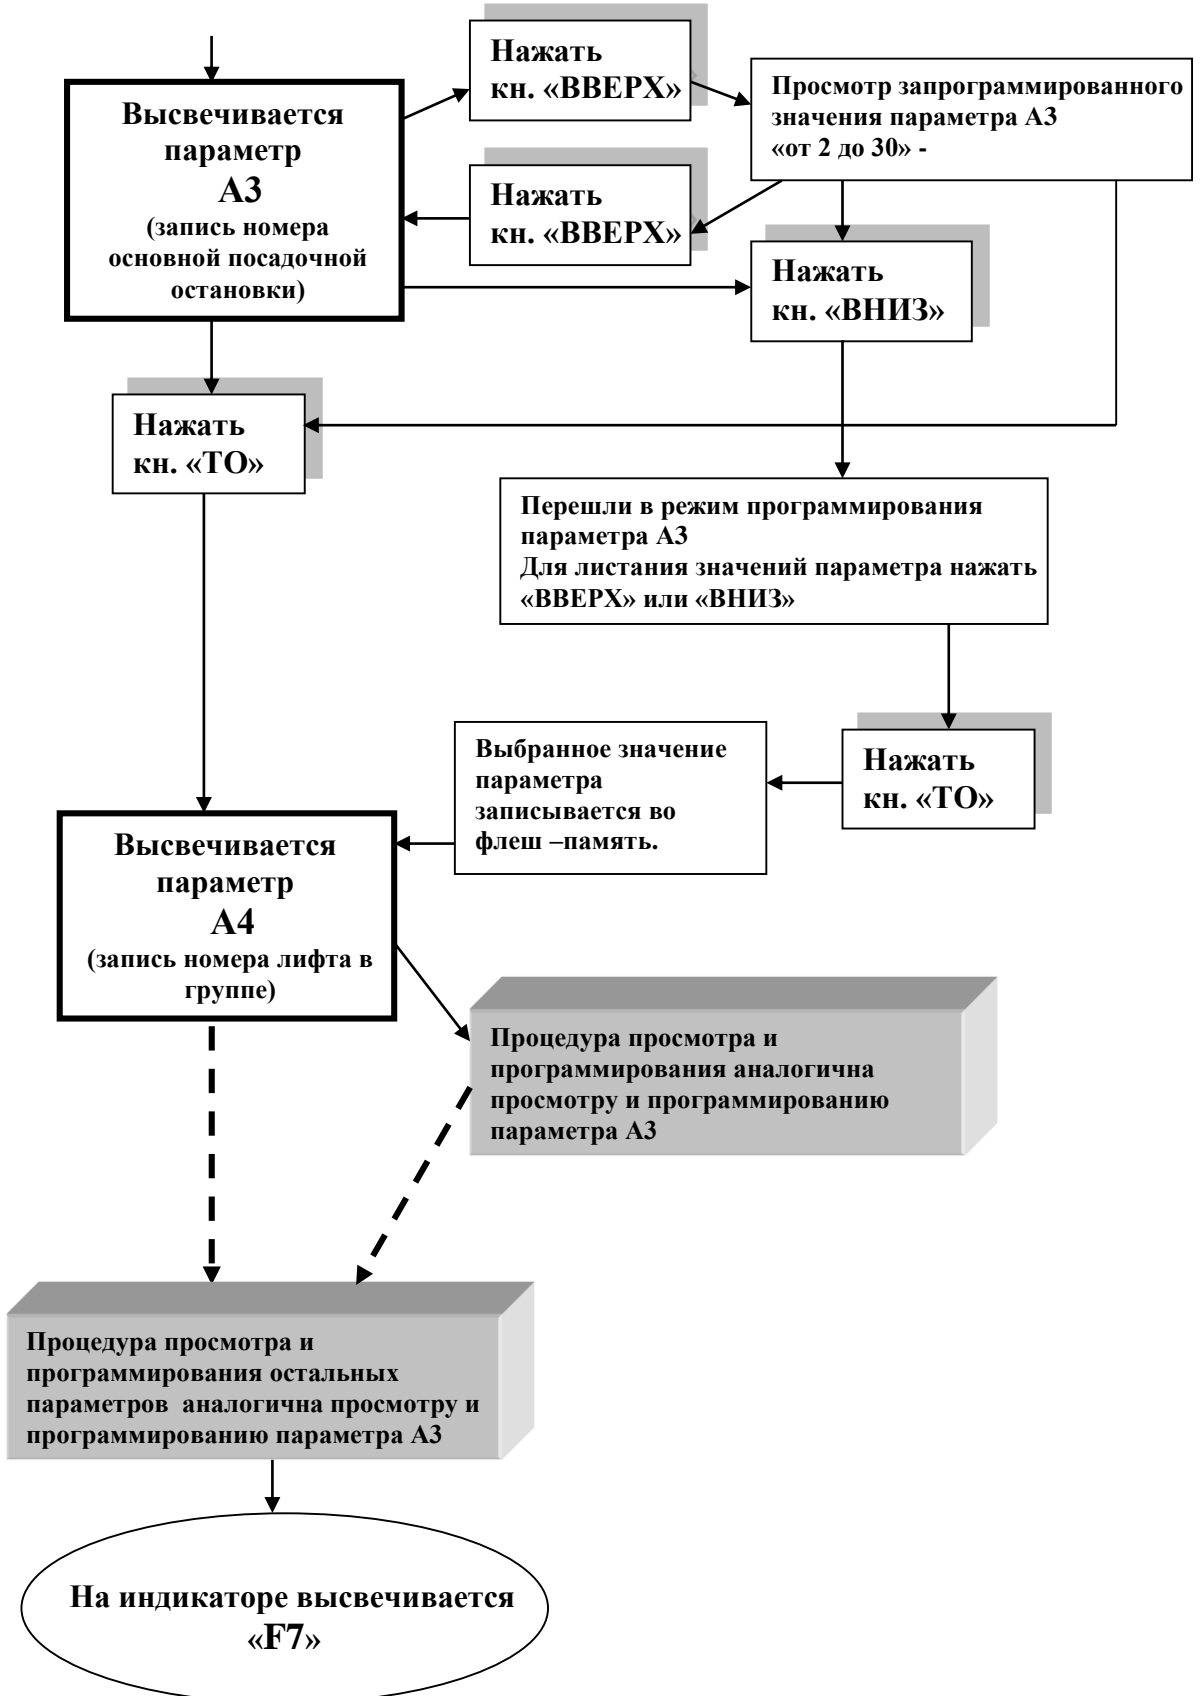 Нажать
кн. «ВВЕРХ»
Просмотр запрограммированного
значения параметра А3
«от 2 до 30» -
Высвечивается
параметр
А3
(запись номера
основной посадочной
остановки)
Нажать
кн. «ВВЕРХ»
Нажать
кн. «ВНИЗ»
Нажать
кн. «ТО»
Перешли в режим программирования
параметра А3
Для листания значений параметра нажать
«ВВЕРХ» или «ВНИЗ»
Нажать
кн. «ТО»
Выбранное значение
параметра
записывается во
флеш –память.
Высвечивается
параметр
А4
(запись номера лифта в
группе)
Процедура просмотра и
программирования аналогична
просмотру и программированию
параметра А3
Процедура просмотра и
программирования остальных
параметров  аналогична просмотру и
программированию параметра А3
На индикаторе высвечивается
«F7»